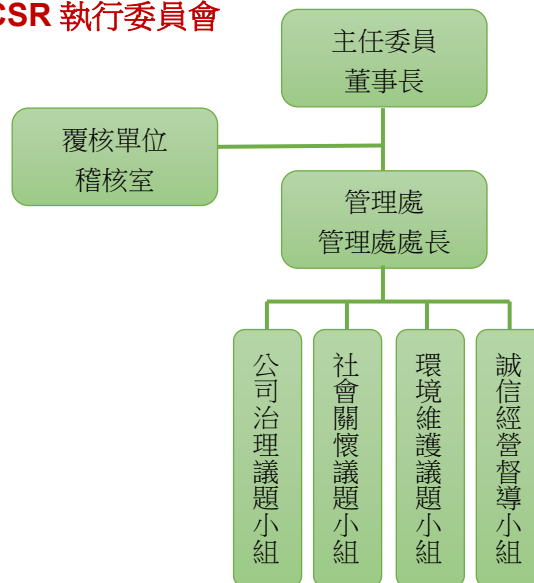 CSR 執行委員會
主任委員
董事長
覆核單位
稽核室
管理處
管理處處長
公司治理議題小組
社會關懷議題小組
環境維護議題小組
誠信經營督導小組